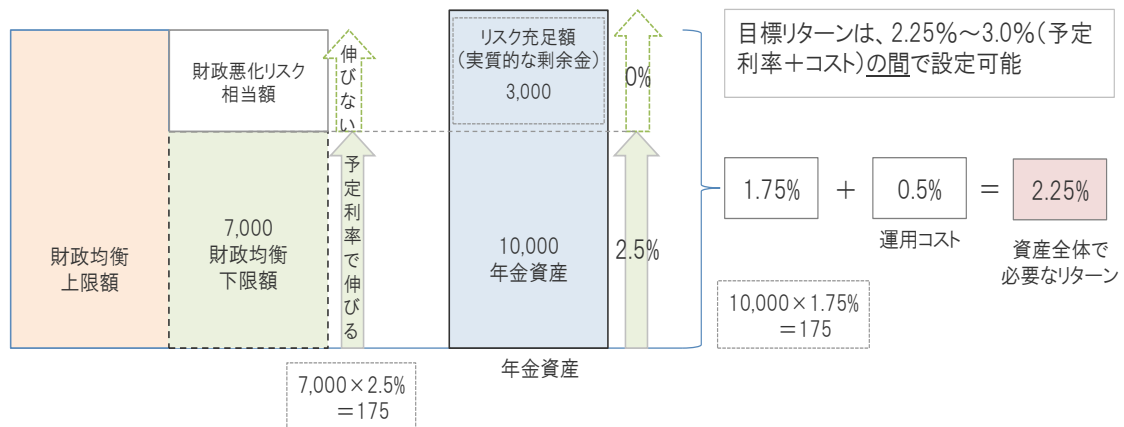 財政均衡
上限額
財政悪化リスク
相当額
7,000
財政均衡
下限額
伸びない
予定利率で伸びる
7,000×2.5%
＝175
リスク充足額
（実質的な剰余金）
3,000
10,000
年金資産
年金資産
0%
2.5%
目標リターンは、2.25%～3.0%（予定
利率＋コスト）の間で設定可能
1.75%
+
0.5%
=
2.25%
運用コスト
資産全体で
必要なリターン
10,000×1.75%
＝175